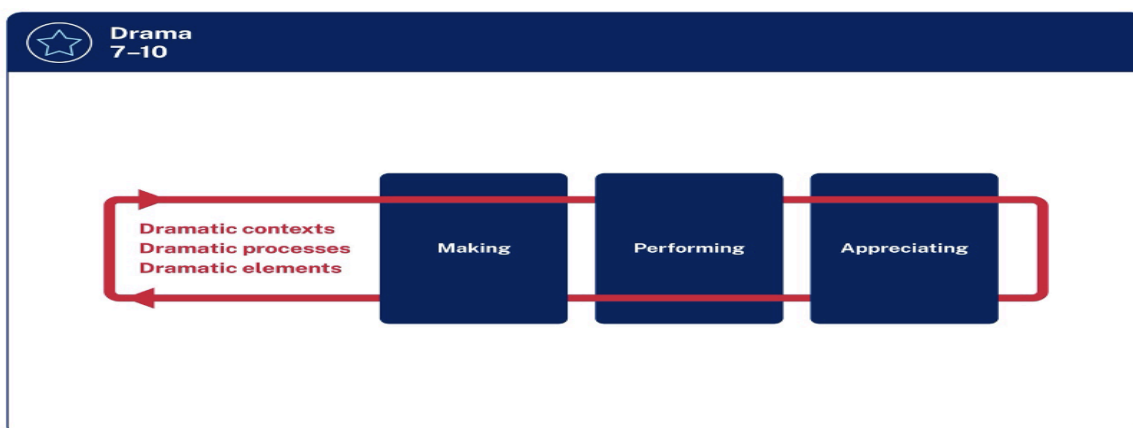 Drama
7–10
Dramatic contexts
Dramatic processes
Dramatic elements
Making
Performing
Appreciating